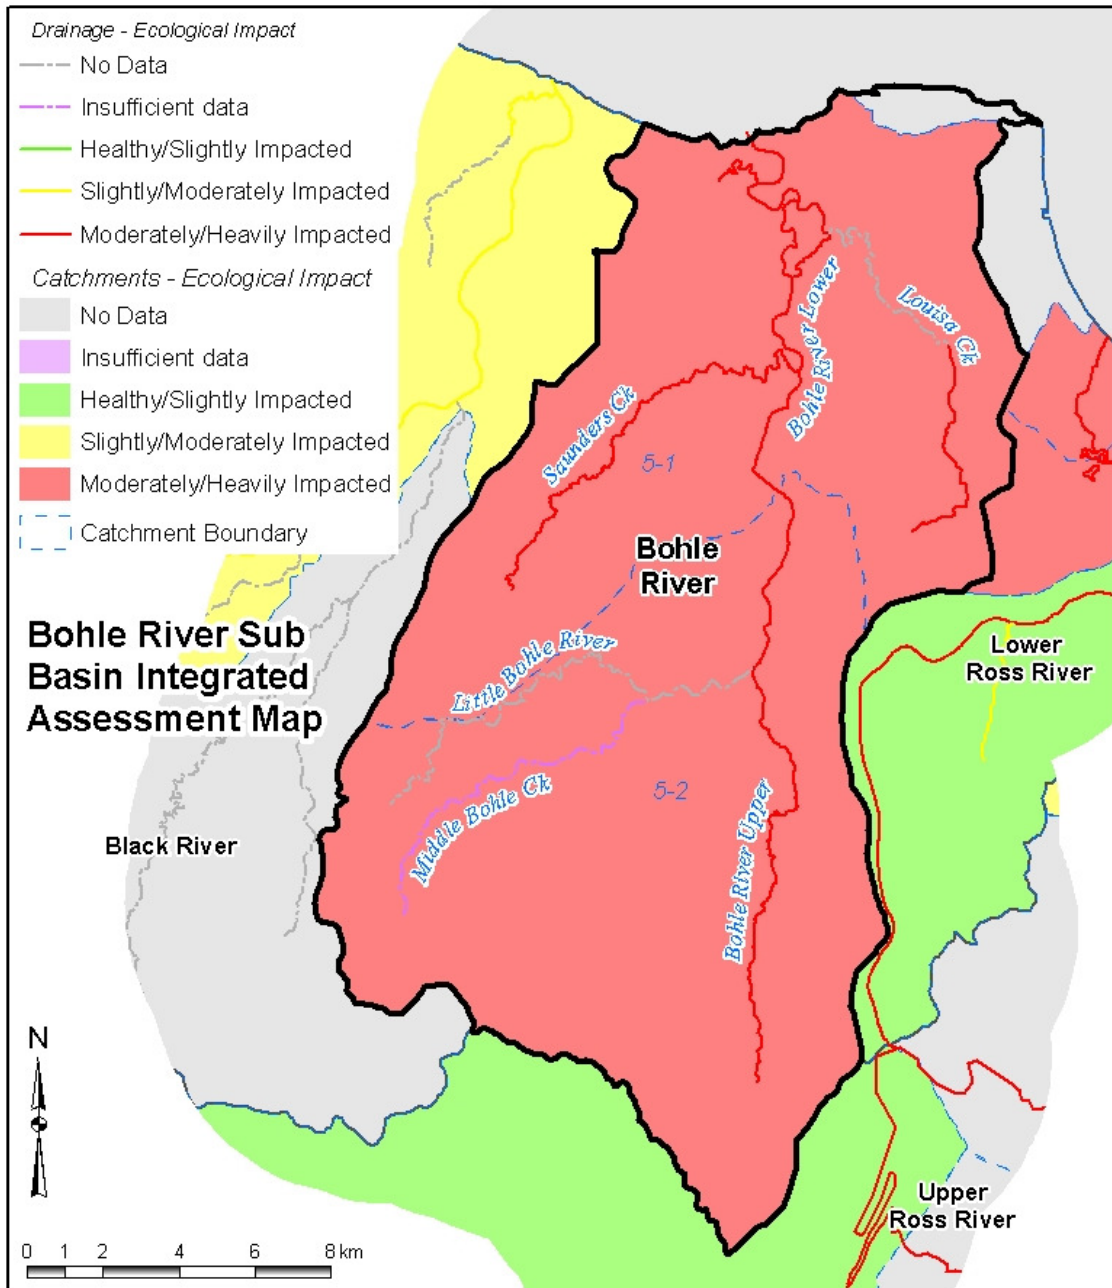 Drainage - Ecological Impact
No Data
Insufficient data
Healthy/Slightly Impacted
Slightly/Moderately Impacted
Moderately/Heavily Impacted
Catchments - Ecological Impact
No Data
Insufficient data
Healthy/Slightly Impacted
Slightly/Moderately Impacted
Moderately/Heavily Impacted
Catchment Boundary
Bohle River Sub
Basin Integrated
Assessment Map
Louisa Ck
Bohle River Lower
Saunders Ck
5-1
Bohle
River
Little Bohle River
Lower
Ross River
5-2
Middle Bohle Ck
Bohle River Upper
Black River
Upper
Ross River
N
0 1 2 4 6 8 km